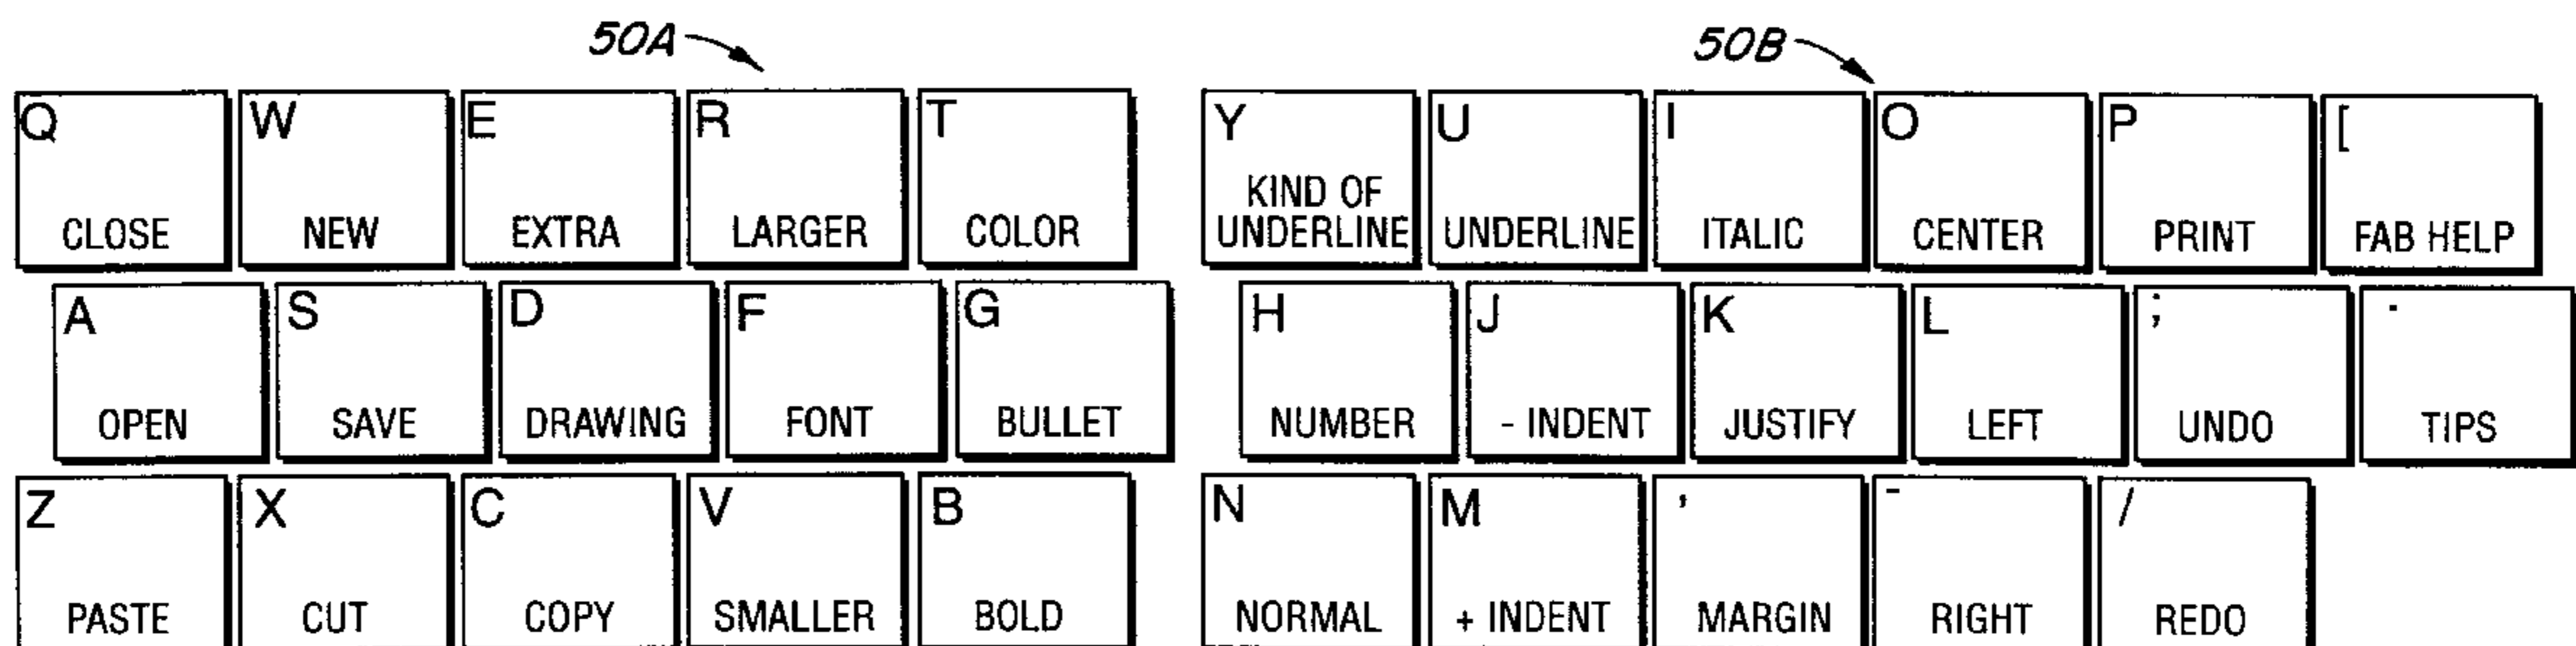 50A 50B
Q W E R T Y U I O P [
KIND OF
CLOSE NEW EXTRA LARGER COLOR UNDERLINE UNDERLINE ITALIC CENTER PRINT FAB HELP
A S D F G H J K L ; ·
OPEN SAVE DRAWING FONT BULLET NUMBER - INDENT JUSTIFY LEFT UNDO TIPS
Z X C V B N M , - /
PASTE CUT COPY SMALLER BOLD NORMAL + INDENT MARGIN RIGHT REDO